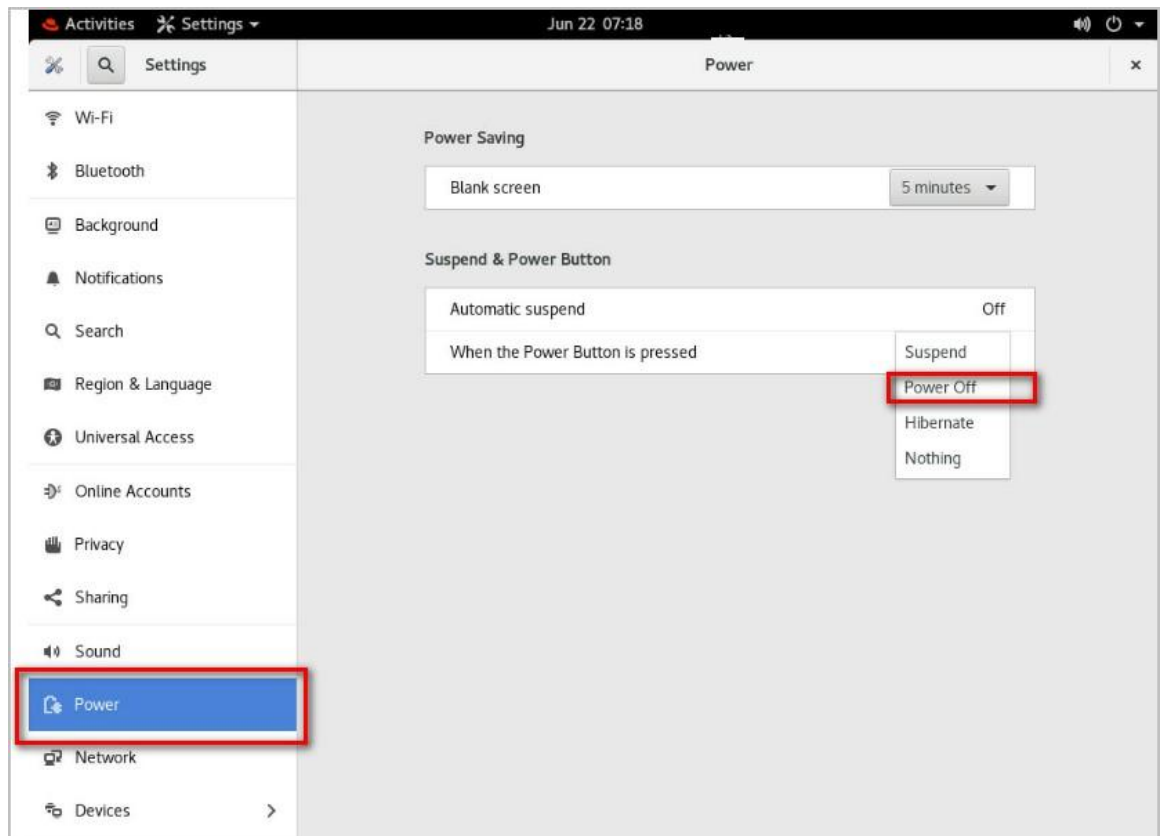 Activities Settings Jun 22 07:18
Settings Power
Wi-Fi
Bluetooth
Background
Notifications
Search
Region & Language
Universal Access
Online Accounts
Privacy
Sharing
Sound
Power
Network
Devices
Power Saving
Blank screen 5 minutes
Suspend & Power Button
Automatic suspend Off
When the Power Button is pressed
Suspend
Power Off
Hibernate
Nothing